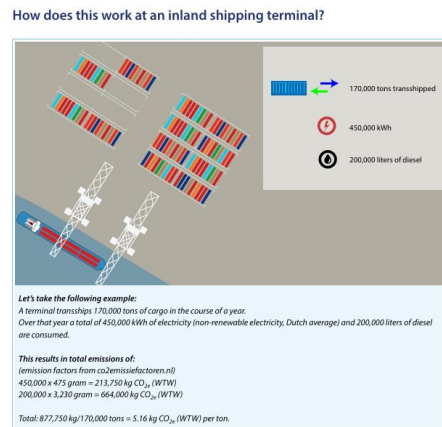 How does this work at an inland shipping terminal?
170,000 tons transshipped
450,000 kWh
200,000 liters of diesel
Let's take the following example:
A terminal transships 170,000 tons of cargo in the course of a year.
Over that year a total of 450,000 kWh of electricity (non-renewable electricity, Dutch average) and 200,000 liters of diesel
are consumed.
This results in total emissions of:
(emission factors from co2emissiefactoren.nl)
450,000 x 475 gram = 213,750 kg CO2e (WTW)
200,000 x 3,230 gram = 664,000 kg CO2e (WTW)
Total: 877,750 kg/170,000 tons = 5.16 kg CO2e (WTW) per ton.